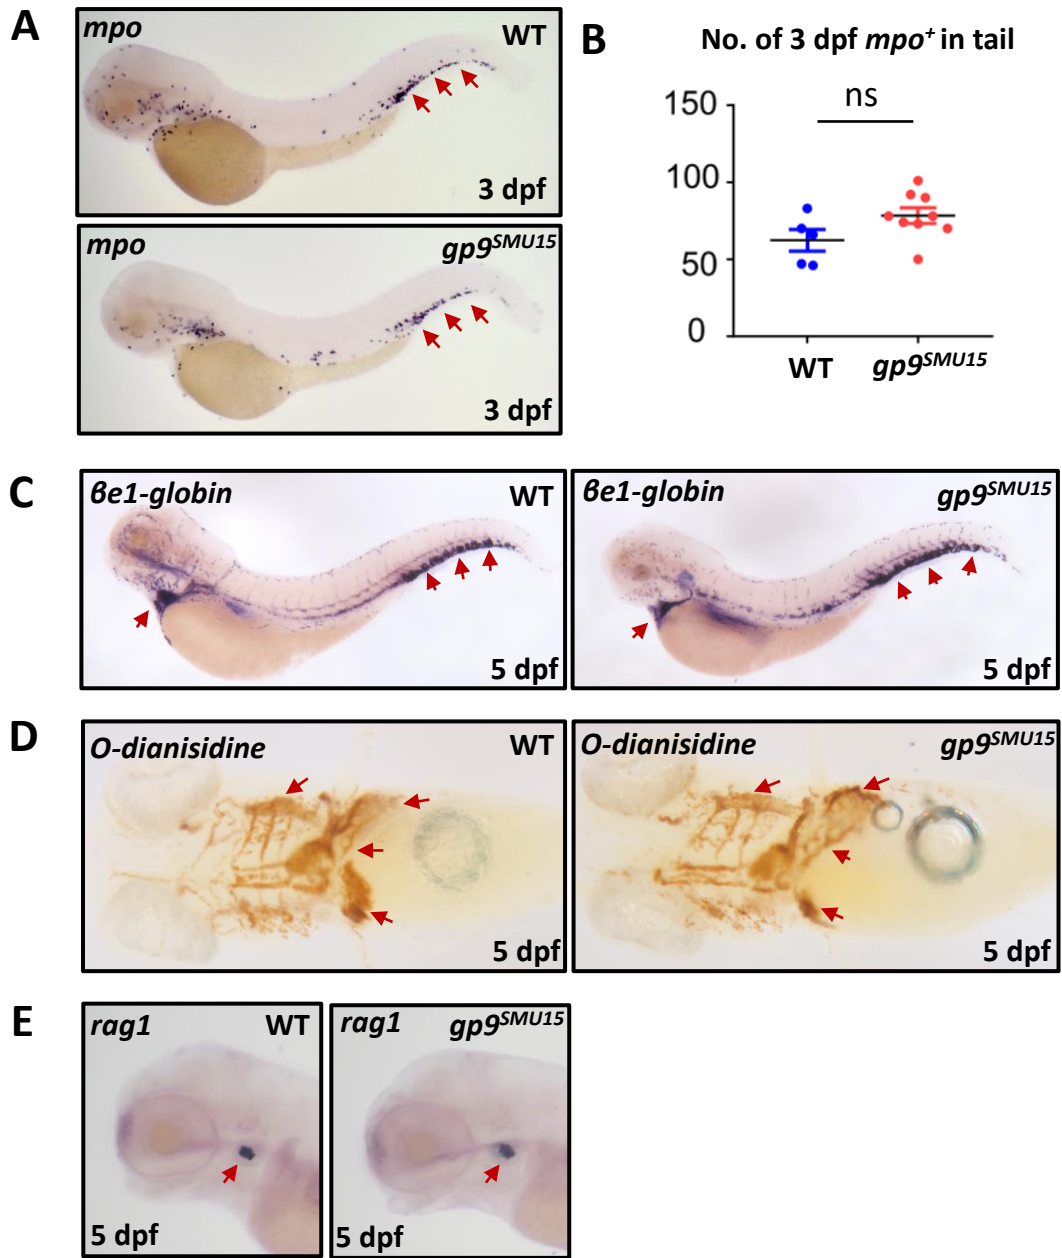 A
mpo
WT
3 dpf
mpo
gp9SMU15
3 dpf
B
No. of 3 dpf mpo+ in tail
ns
150
100
50
0
WT
gp9SMU15
C
βe1-globin
WT
5 dpf
βe1-globin
gp9SMU15
5 dpf
D
O-dianisidine
WT
5 dpf
O-dianisidine
gp9SMU15
5 dpf
E
rag1
WT
5 dpf
rag1
gp9SMU15
5 dpf